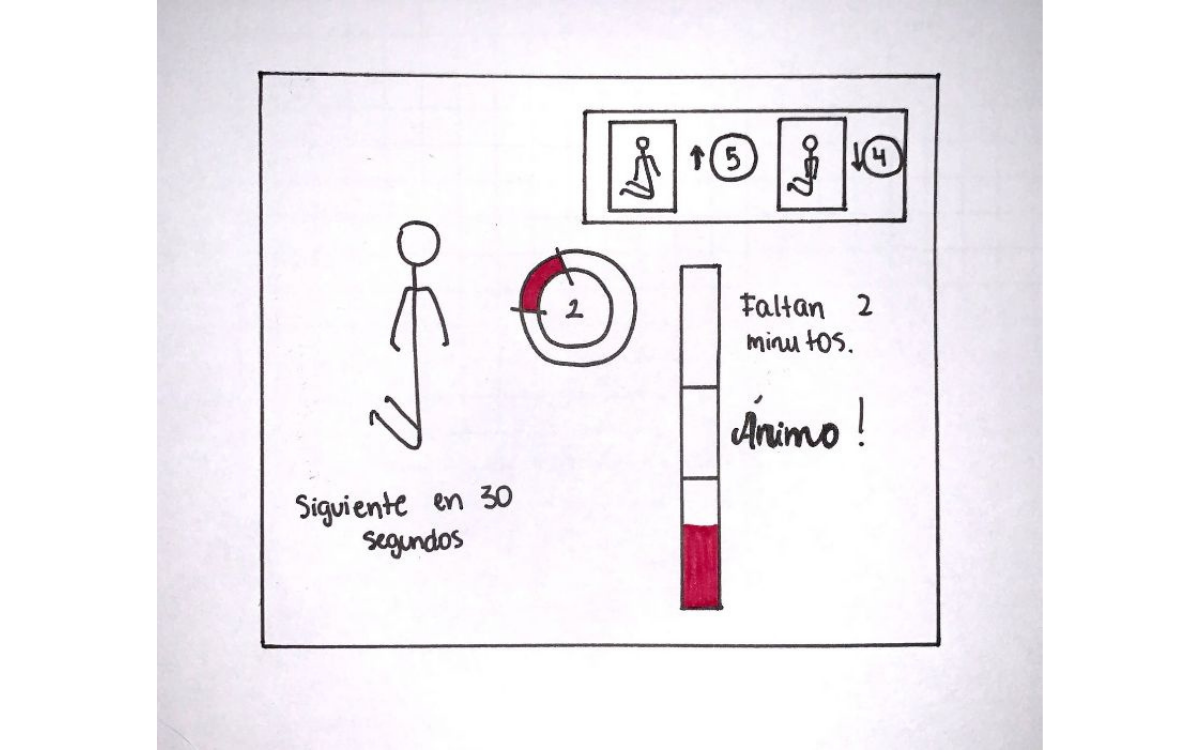 ↑ 5 ↓ 4
2
Faltan 2
minutos.
Ánimo!
Siguiente en 30
segundos